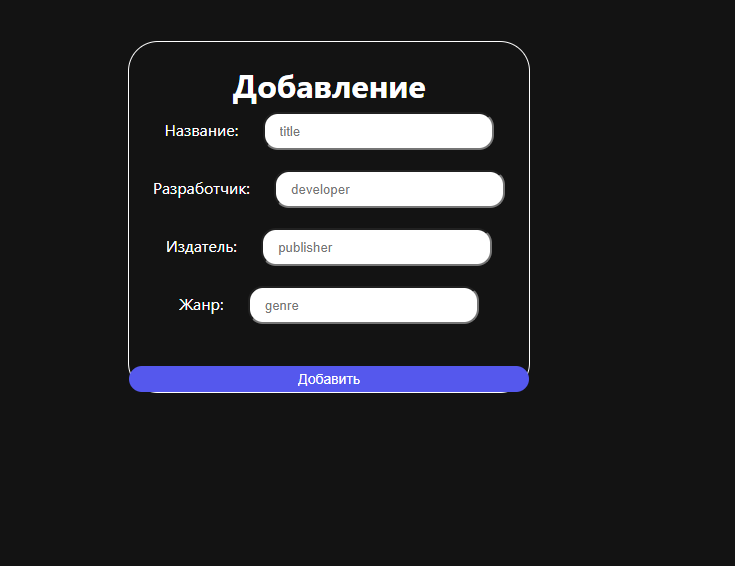 Добавление
Название: title
Разработчик: developer
Издатель: publisher
Жанр: genre
Добавить